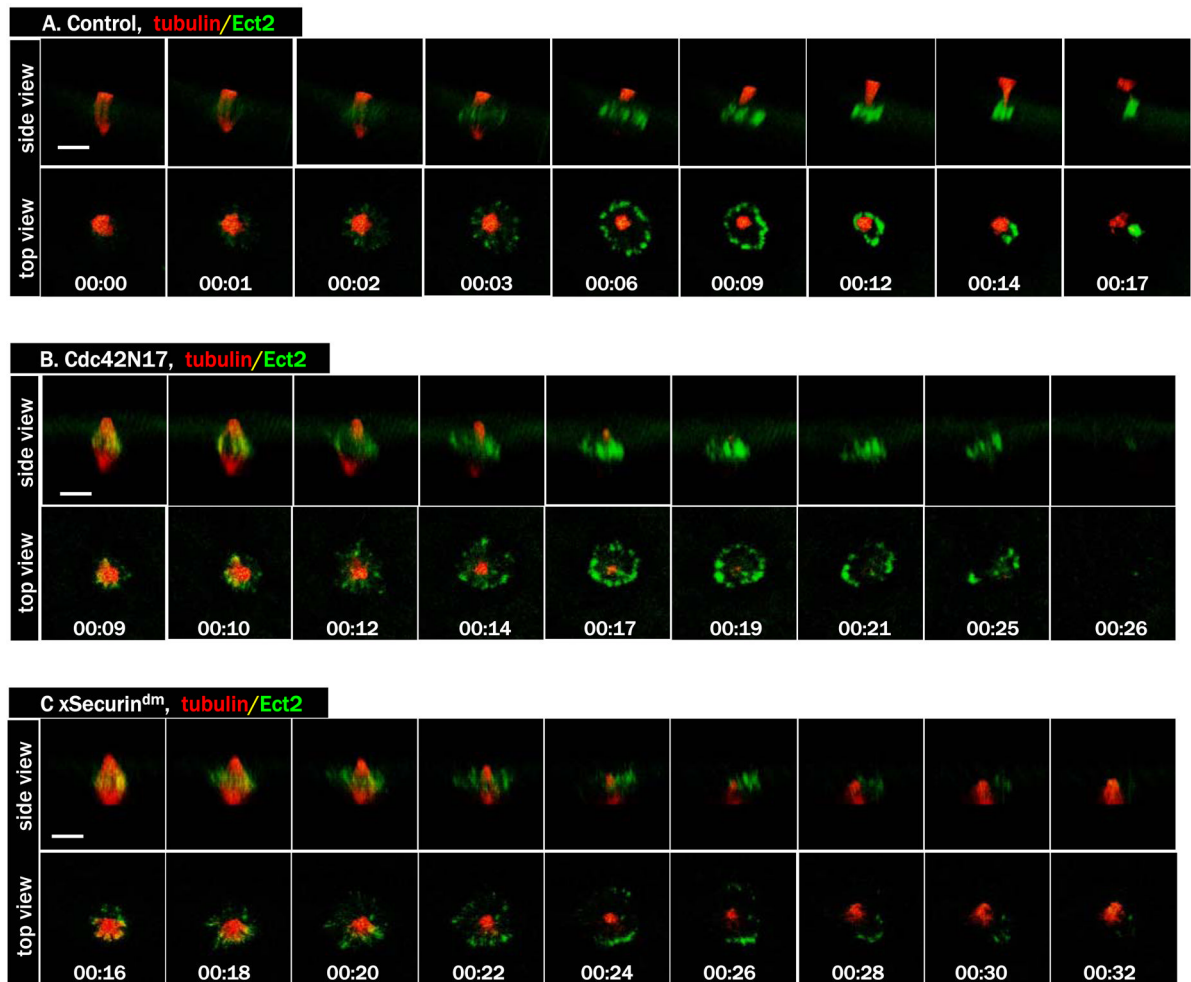 A. Control, tubulin/Ect2
side view
top view
00:00 00:01 00:02 00:03 00:06 00:09 00:12 00:14 00:17
B. Cdc42N17, tubulin/Ect2
side view
top view
00:09 00:10 00:12 00:14 00:17 00:19 00:21 00:25 00:26
C xSecurinᵈᵐ, tubulin/Ect2
side view
top view
00:16 00:18 00:20 00:22 00:24 00:26 00:28 00:30 00:32